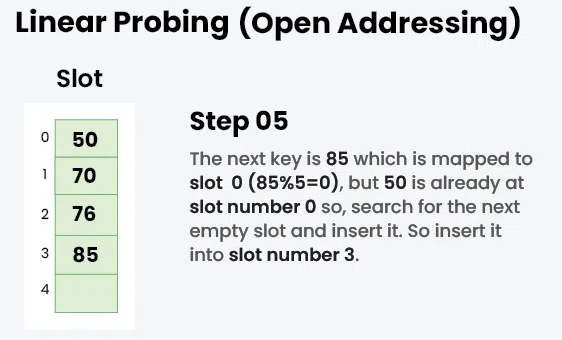 Linear Probing (Open Addressing)
Slot
0 50
1 70
2 76
3 85
4
Step 05
The next key is 85 which is mapped to
slot 0 (85%5=0), but 50 is already at
slot number 0 so, search for the next
empty slot and insert it. So insert it
into slot number 3.